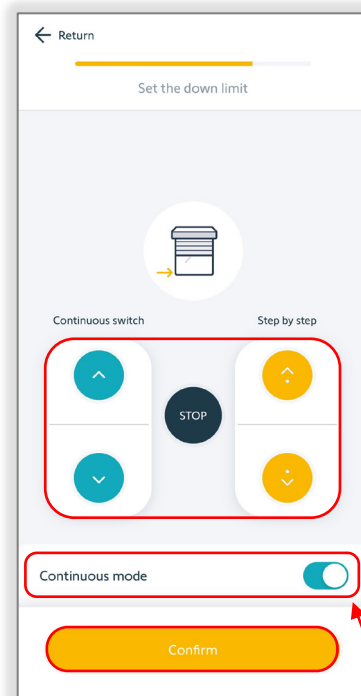 Return
Set the down limit
Continuous switch Step by step
STOP
Continuous mode
Confirm